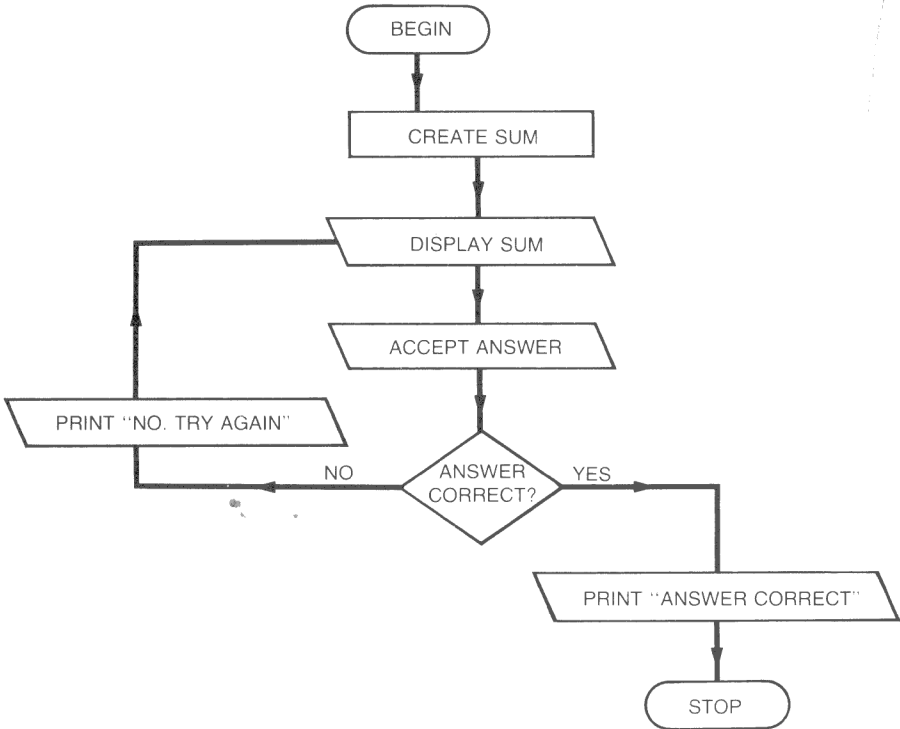 BEGIN
CREATE SUM
DISPLAY SUM
ACCEPT ANSWER
PRINT "NO. TRY AGAIN"
NO
ANSWER
CORRECT?
YES
PRINT "ANSWER CORRECT"
STOP